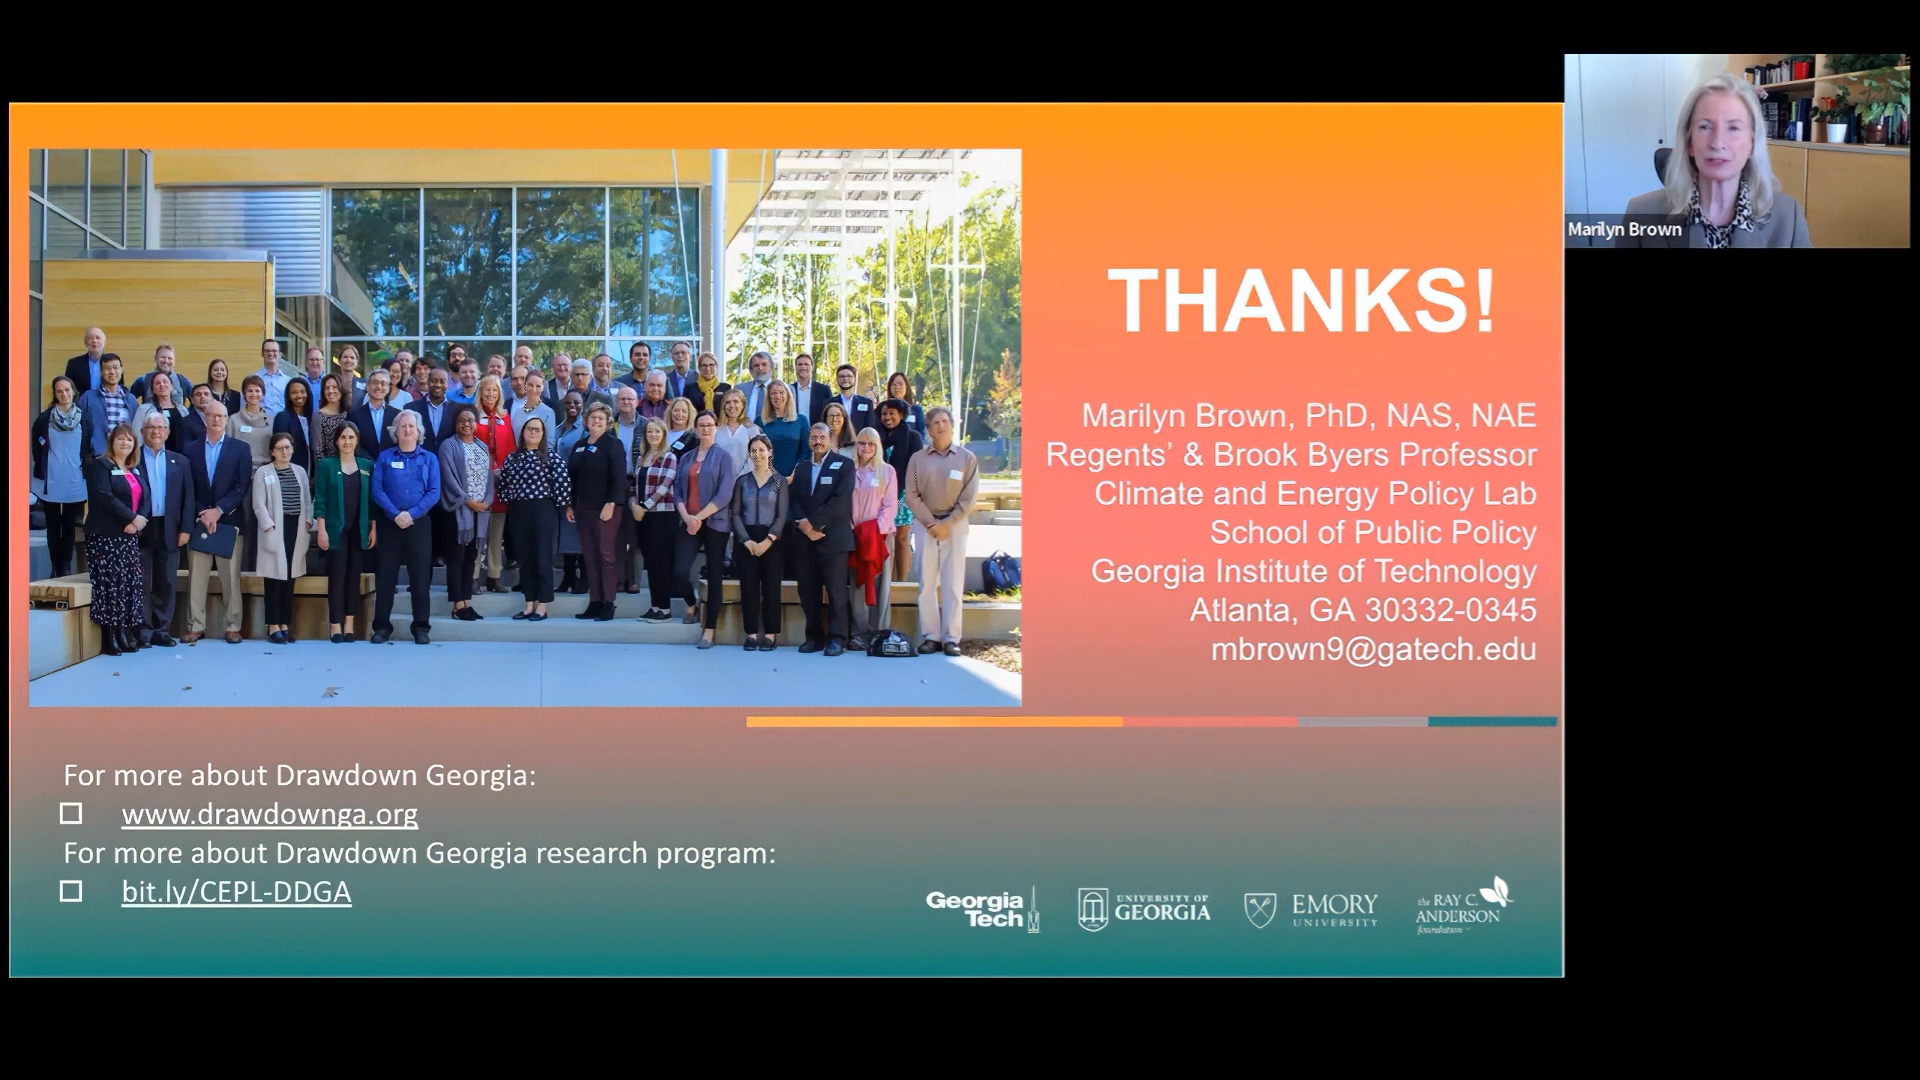 Marilyn Brown
THANKS!
Marilyn Brown, PhD, NAS, NAE
Regents' & Brook Byers Professor
Climate and Energy Policy Lab
School of Public Policy
Georgia Institute of Technology
Atlanta, GA 30332-0345
mbrown9@gatech.edu
For more about Drawdown Georgia:
www.drawdownga.org
For more about Drawdown Georgia research program:
bit.ly/CEPL-DDGA
Georgia
Tech
UNIVERSITY OF
GEORGIA
EMORY
UNIVERSITY
the RAY C.
ANDERSON
foundation